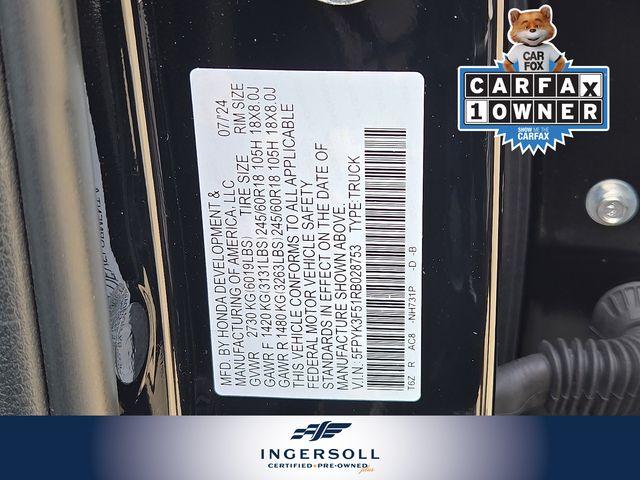 MFD. BY HONDA DEVELOPMENT & 07/'24
MANUFACTURING OF AMERICA, LLC
TIRE SIZE RIM SIZE
GVWR 2730 KG(6019LBS)
GAWR F 1420 KG(3131LBS) 245/60R18 105H 18X8.0J
GAWR R 1480 KG(3263LBS) 245/60R18 105H 18X8.0J
THIS VEHICLE CONFORMS TO ALL APPLICABLE
FEDERAL MOTOR VEHICLE SAFETY
STANDARDS IN EFFECT ON THE DATE OF
MANUFACTURE SHOWN ABOVE.
V.I.N.: 5FPYK3F51RB028753 TYPE: TRUCK
T6Z R AC8 -NH731P -D -B
CAR
FOX
CARFAX
1 OWNER
SHOW ME THE
CARFAX
INGERSOLL
CERTIFIED • PRE-OWNED plus